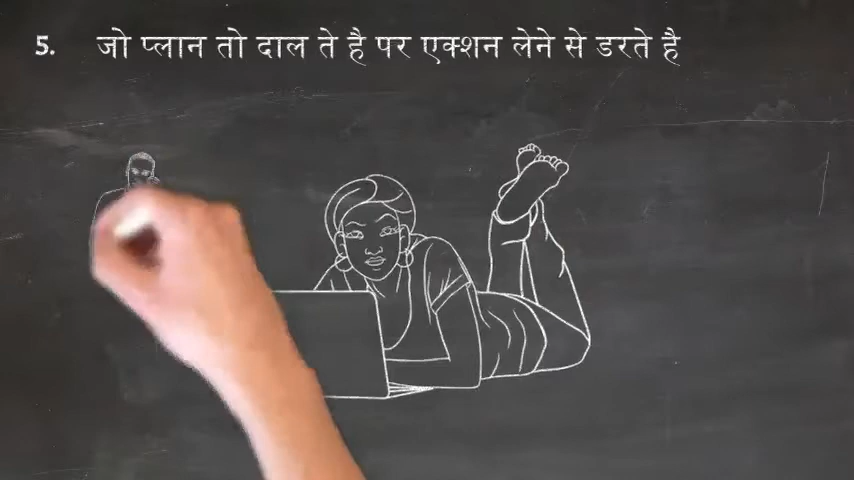 5. जो प्लान तो दाल ते है पर एक्शन लेने से डरते है